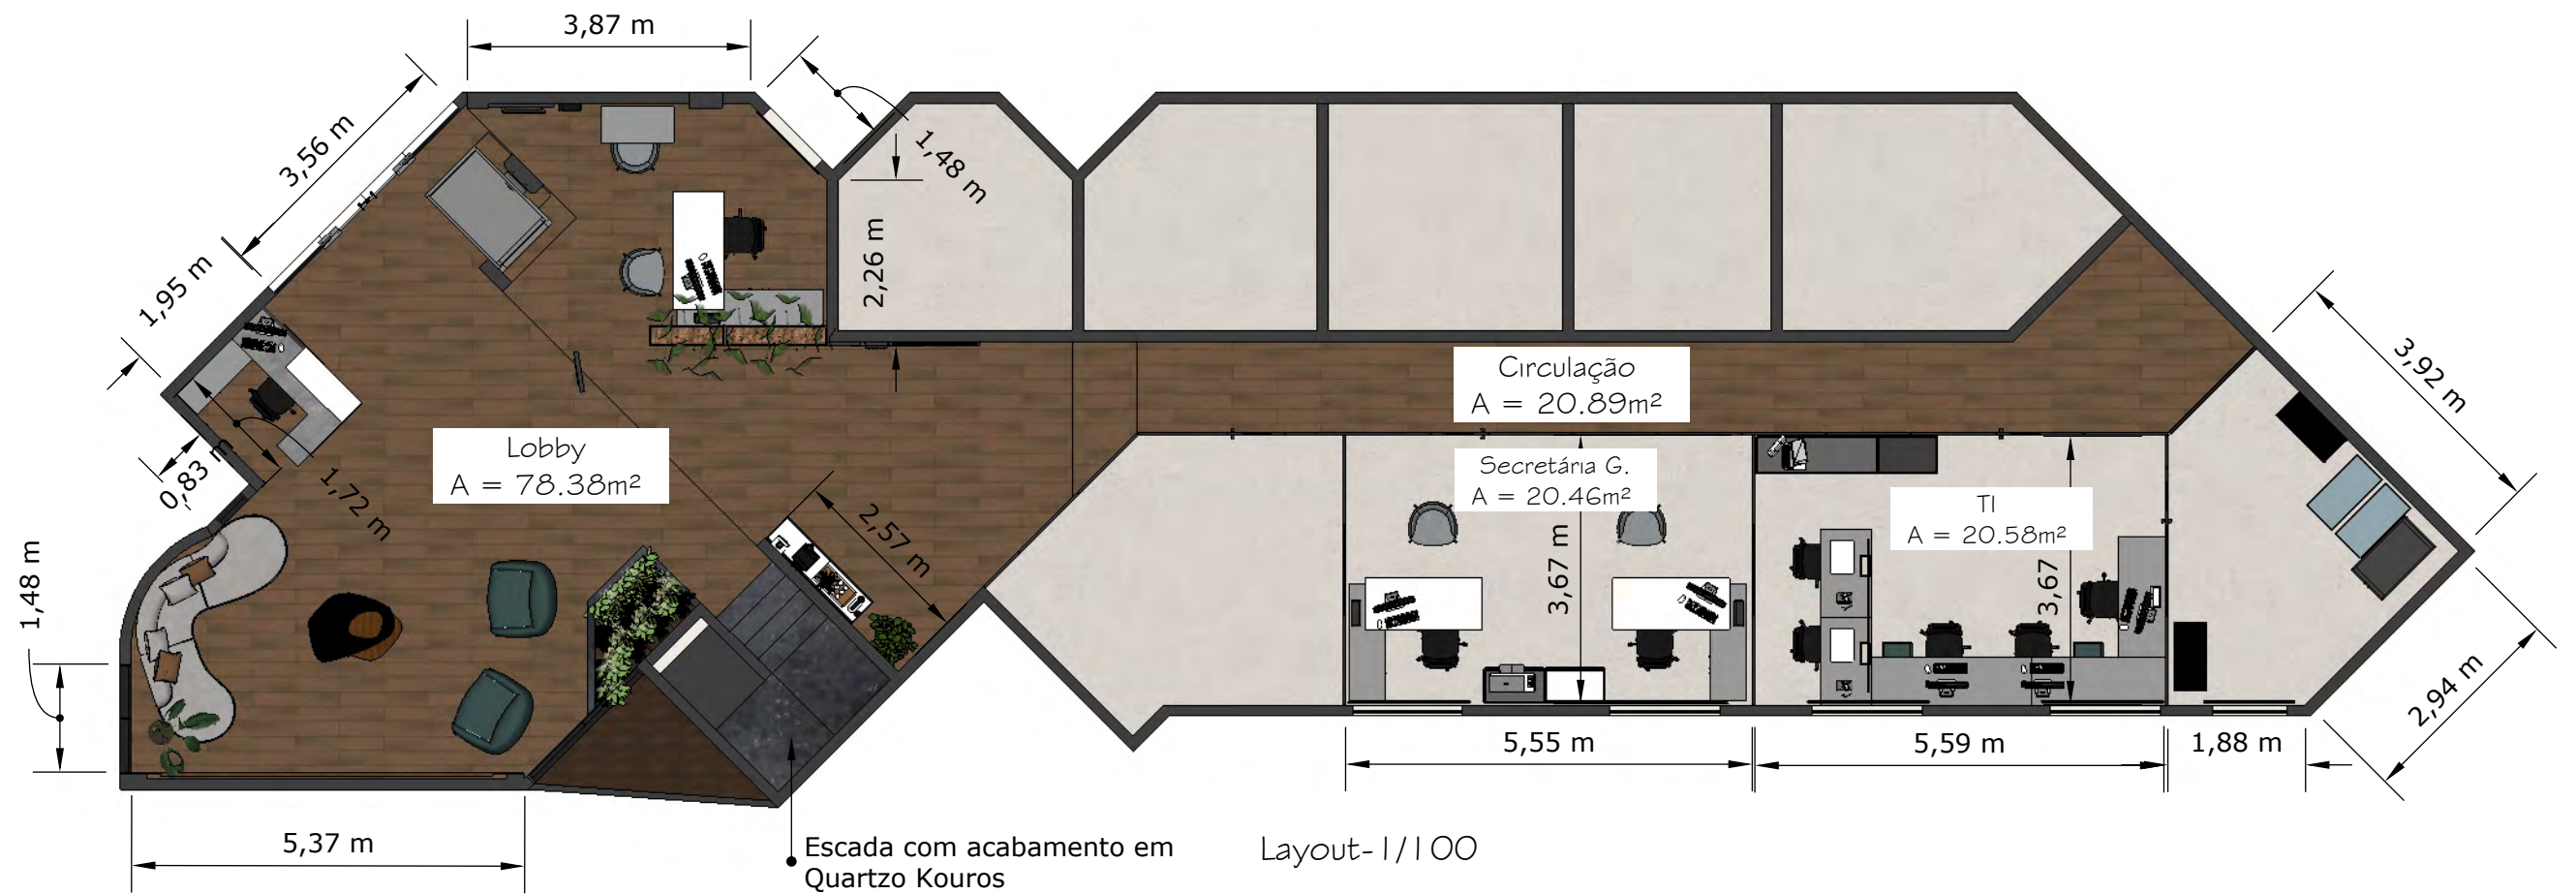 3,87 m
3,56 m
1,48 m
1,95 m
2,26 m
Circulação
A = 20.89m²
3,92 m
Lobby
A = 78.38m²
0,83 m
1,72 m
2,57 m
Secretária G.
A = 20.46m²
3,67 m
TI
A = 20.58m²
3,67
1,48 m
2,94 m
5,55 m
5,59 m
1,88 m
5,37 m
Escada com acabamento em
Quartzo Kouros
Layout-1/100